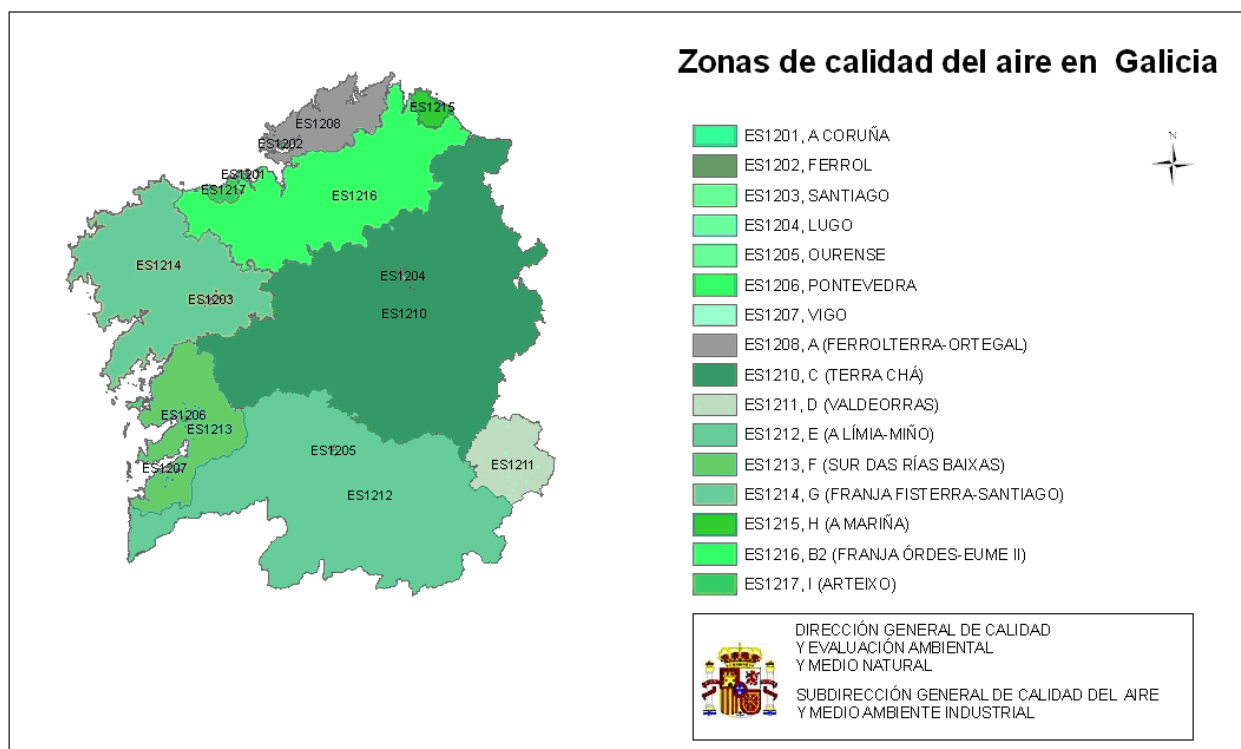 Zonas de calidad del aire en Galicia
N
ES1215
ES1208
ES1202
ES1201
ES1217
ES1216
ES1214
ES1204
ES1203
ES1210
ES1206
ES1213
ES1205
ES1207
ES1211
ES1212
ES1201, A CORUÑA
ES1202, FERROL
ES1203, SANTIAGO
ES1204, LUGO
ES1205, OURENSE
ES1206, PONTEVEDRA
ES1207, VIGO
ES1208, A (FERROLTERRA-ORTEGAL)
ES1210, C (TERRA CHÁ)
ES1211, D (VALDEORRAS)
ES1212, E (A LÍMIA-MIÑO)
ES1213, F (SUR DAS RÍAS BAIXAS)
ES1214, G (FRANJA FISTERRA-SANTIAGO)
ES1215, H (A MARIÑA)
ES1216, B2 (FRANJA ÓRDES-EUME II)
ES1217, I (ARTEIXO)
DIRECCIÓN GENERAL DE CALIDAD
Y EVALUACIÓN AMBIENTAL
Y MEDIO NATURAL
SUBDIRECCIÓN GENERAL DE CALIDAD DEL AIRE
Y MEDIO AMBIENTE INDUSTRIAL